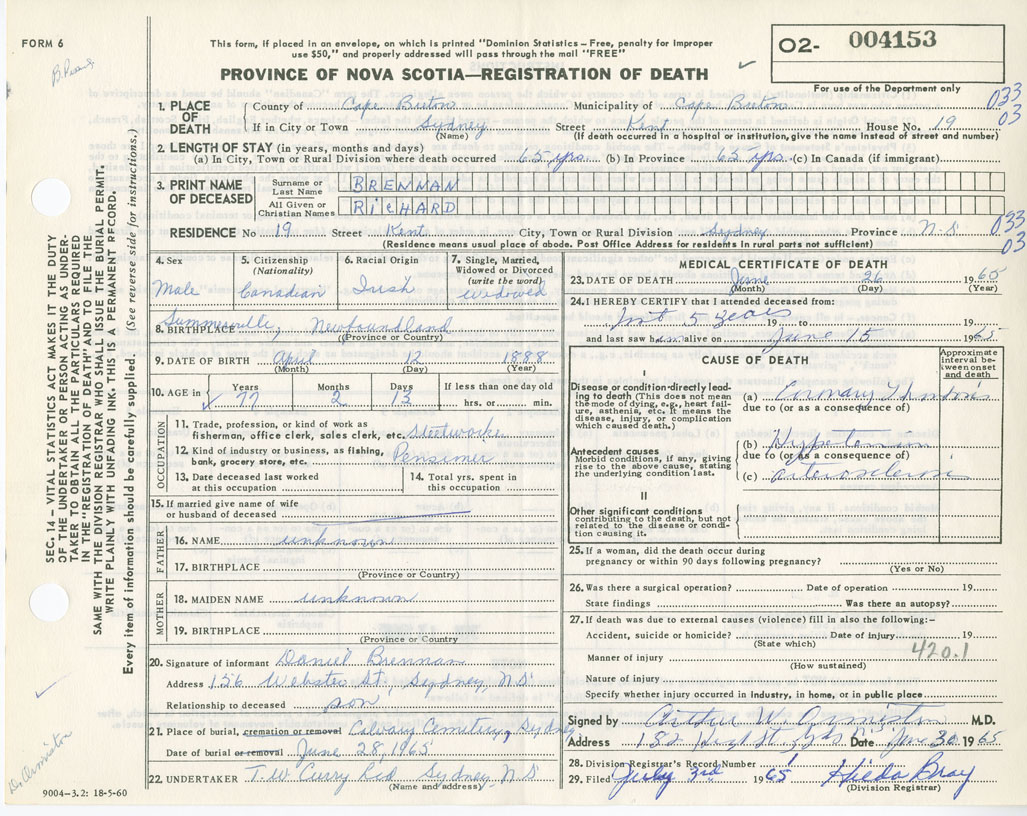 FORM 6
B. 
This form, if placed in an envelope, on which is printed "Dominion Statistics – Free, penalty for improper
use $50," and properly addressed will pass through the mail "FREE"
O2- 004153
PROVINCE OF NOVA SCOTIA—REGISTRATION OF DEATH
For use of the Department only
033
03
1. PLACE OF DEATH
County of Cape Breton Municipality of Cape Breton
If in City or Town Sydney Street Kent House No. 19
(Name) (If death occurred in a hospital or institution, give the name instead of street and number)
2. LENGTH OF STAY (in years, months and days)
(a) In City, Town or Rural Division where death occurred 65 yrs. (b) In Province 65 yrs. (c) In Canada (if immigrant)
3. PRINT NAME OF DECEASED
Surname or Last Name BRENNAN
All Given or Christian Names RiCHARD
033
03
RESIDENCE No 19 Street Kent City, Town or Rural Division Sydney Province N.S.
(Residence means usual place of abode. Post Office Address for residents in rural parts not sufficient)
4. Sex Male
5. Citizenship (Nationality) Canadian
6. Racial Origin Irish
7. Single, Married, Widowed or Divorced (write the word) widowed
8. BIRTHPLACE Summerville, Newfoundland
(Province or Country)
9. DATE OF BIRTH April 12 1888
(Month) (Day) (Year)
10. AGE in Years 77 Months 2 Days 13 If less than one day old hrs. or min.
OCCUPATION
11. Trade, profession, or kind of work as
fisherman, office clerk, sales clerk, etc. Steelworker
12. Kind of industry or business, as fishing,
bank, grocery store, etc. Pensioner
13. Date deceased last worked
at this occupation
14. Total yrs. spent in
this occupation
15. If married give name of wife
or husband of deceased
FATHER
16. NAME unknown
17. BIRTHPLACE
(Province or Country)
MOTHER
18. MAIDEN NAME unknown
19. BIRTHPLACE
(Province or Country
20. Signature of informant Daniel Brennan
Address 156 Webster St., Sydney, N.S.
Relationship to deceased son
21. Place of burial, cremation or removal Calvary Cemetery, Sydney
Date of burial or removal June 28, 1965
22. UNDERTAKER T.W Curry Ltd Sydney, N.S.
(Name and address)
MEDICAL CERTIFICATE OF DEATH
23. DATE OF DEATH June 26 1965
(Month) (Day) (Year)
24. I HEREBY CERTIFY that I attended deceased from:
last 5 years 19 to 19
and last saw him alive on June 15 1965
CAUSE OF DEATH
Approximate interval between onset and death
I
Disease or condition directly leading to death (This does not mean the mode of dying, e.g., heart failure, asthenia, etc. It means the disease, injury, or complication which caused death.)
(a) Coronary Thrombosis
due to (or as a consequence of)
Antecedent causes
Morbid conditions, if any, giving rise to the above cause, stating the underlying condition last.
(b) Hypertension
due to (or as a consequence of)
(c) arteriosclerosis
II
Other significant conditions
contributing to the death, but not related to the disease or condition causing it.
25. If a woman, did the death occur during
pregnancy or within 90 days following pregnancy?
(Yes or No)
26. Was there a surgical operation? Date of operation 19
State findings Was there an autopsy?
27. If death was due to external causes (violence) fill in also the following:–
Accident, suicide or homicide? Date of injury 19
(State which)
420.1
Manner of injury
(How sustained)
Nature of injury
Specify whether injury occurred in industry, in home, or in public place
Signed by Arthur W. Ormiston M.D.
Address 182 St. Date 30 1965
28. Division Registrar's Record Number
29. Filed July 3rd 1965 Hilda Bray
(Division Registrar)
SEC. 14 – VITAL STATISTICS ACT MAKES IT THE DUTY
OF THE UNDERTAKER OR PERSON ACTING AS UNDER-
TAKER TO OBTAIN ALL THE PARTICULARS REQUIRED
IN THE "REGISTRATION OF DEATH" AND TO FILE THE
SAME WITH THE DIVISION REGISTRAR WHO SHALL ISSUE THE BURIAL PERMIT.
WRITE PLAINLY WITH UNFADING INK. THIS IS A PERMANENT RECORD.
Every item of information should be carefully supplied. (See reverse side for instructions.)
Dr. Ormiston
9004–3.2: 18-5-60